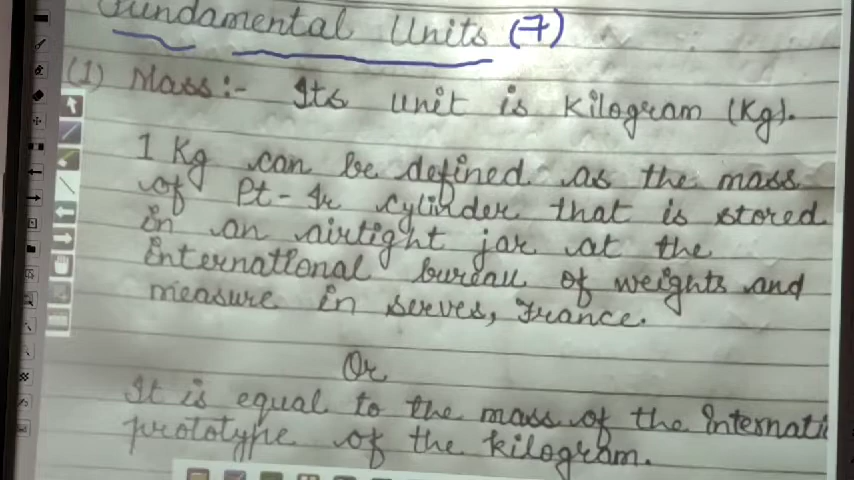 Fundamental Units (7)
(1) Mass:- Its unit is Kilogram (Kg).
1 Kg can be defined as the mass
of Pt-Ir cylinder that is stored
in an airtight jar at the
international bureau of weights and
measure in serves, France.
Or
It is equal to the mass of the Internati
prototype of the kilogram.